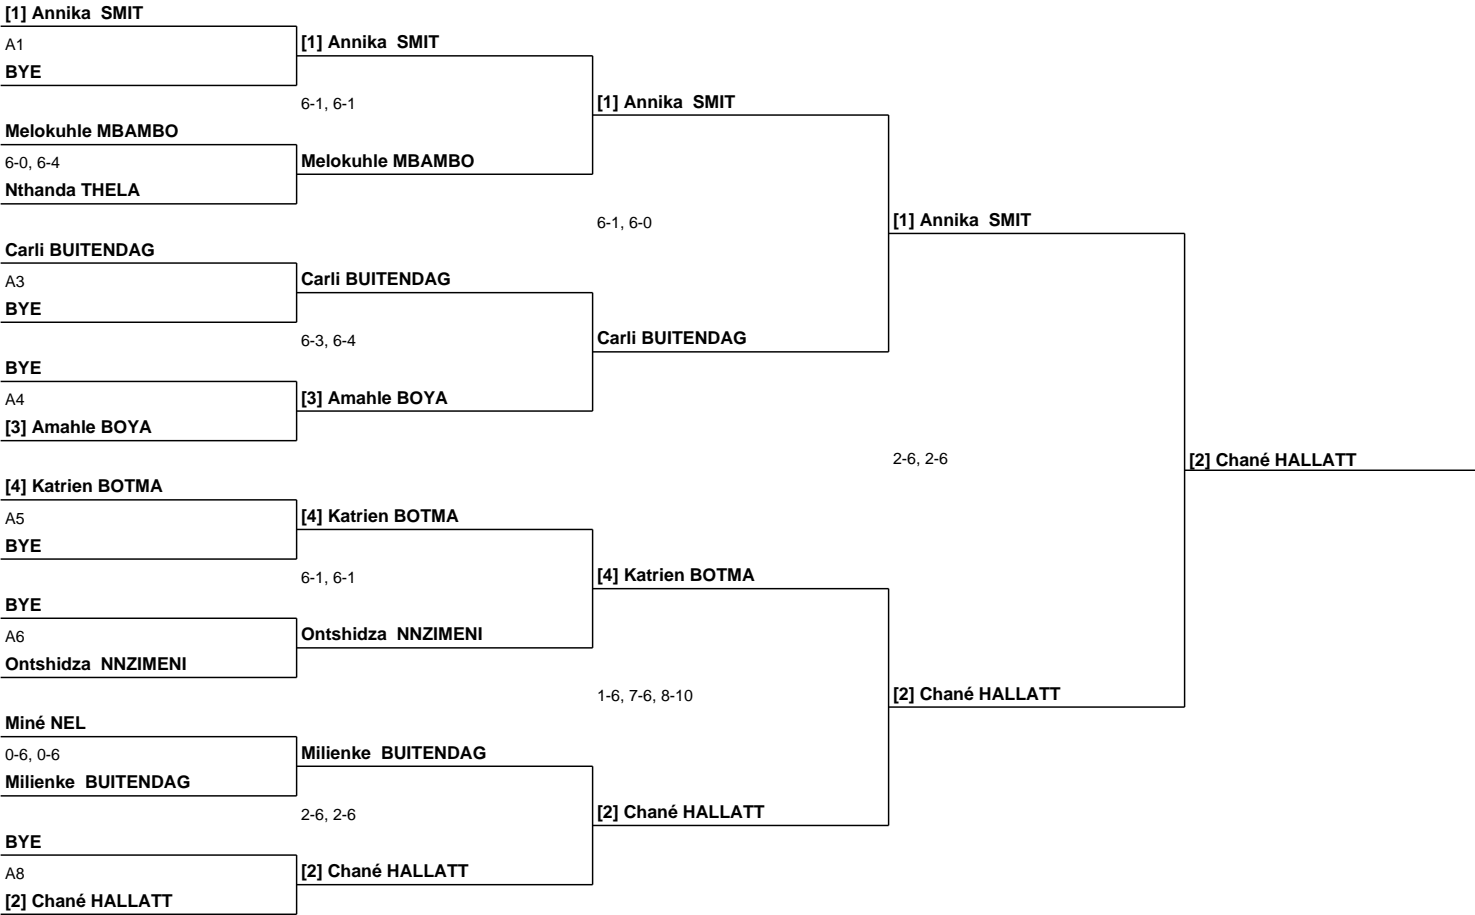 [1] Annika  SMIT
A1
BYE
Melokuhle MBAMBO
6-0, 6-4
Nthanda THELA
Carli BUITENDAG
A3
BYE
BYE
A4
[3] Amahle BOYA
[4] Katrien BOTMA
A5
BYE
BYE
A6
Ontshidza  NNZIMENI
Miné NEL
0-6, 0-6
Milienke  BUITENDAG
BYE
A8
[2] Chané HALLATT
[1] Annika  SMIT
6-1, 6-1
Melokuhle MBAMBO
Carli BUITENDAG
6-3, 6-4
[3] Amahle BOYA
[4] Katrien BOTMA
6-1, 6-1
Ontshidza  NNZIMENI
Milienke  BUITENDAG
2-6, 2-6
[2] Chané HALLATT
[1] Annika  SMIT
6-1, 6-0
Carli BUITENDAG
[4] Katrien BOTMA
1-6, 7-6, 8-10
[2] Chané HALLATT
[1] Annika  SMIT
2-6, 2-6
[2] Chané HALLATT
[2] Chané HALLATT